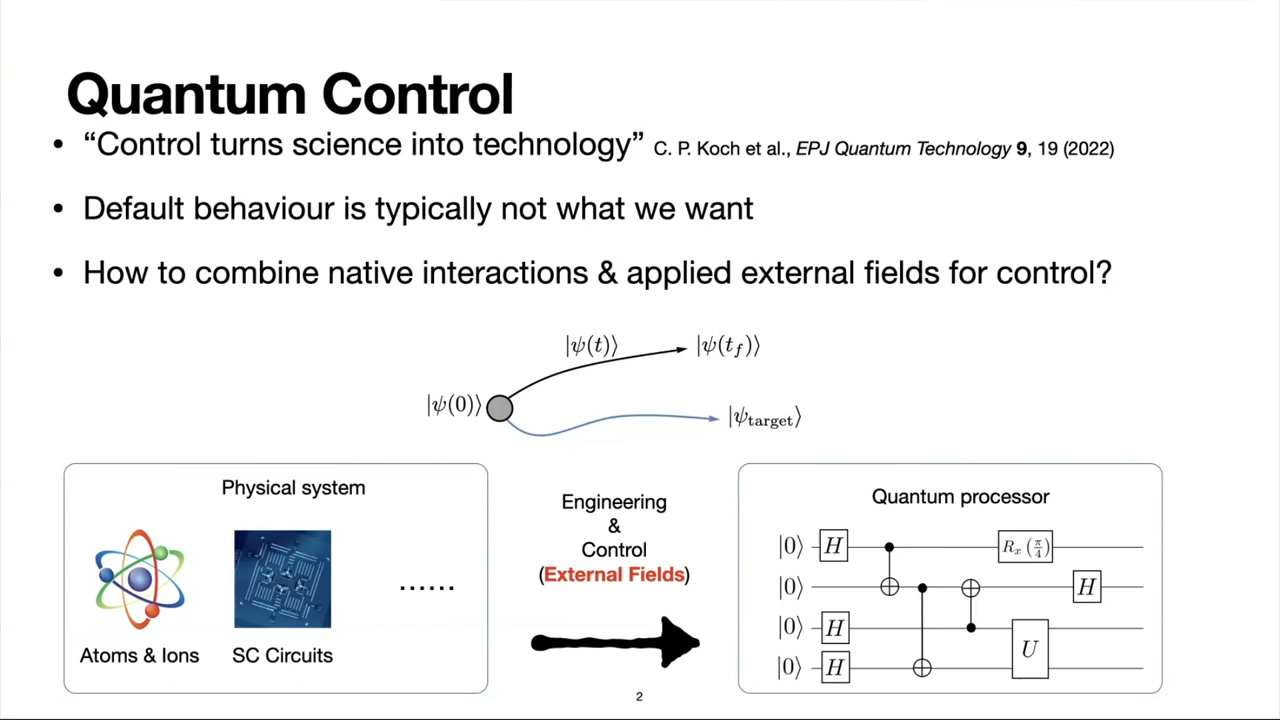 Quantum Control
• “Control turns science into technology” C. P. Koch et al., EPJ Quantum Technology 9, 19 (2022)
• Default behaviour is typically not what we want
• How to combine native interactions & applied external fields for control?
|ψ(t)⟩
|ψ(t_f)⟩
|ψ(0)⟩
|ψ_target⟩
Physical system
Atoms & Ions
SC Circuits
......
Engineering
&
Control
(External Fields)
Quantum processor
|0⟩ H R_x (π/4)
|0⟩ H
|0⟩ H U
|0⟩ H
2